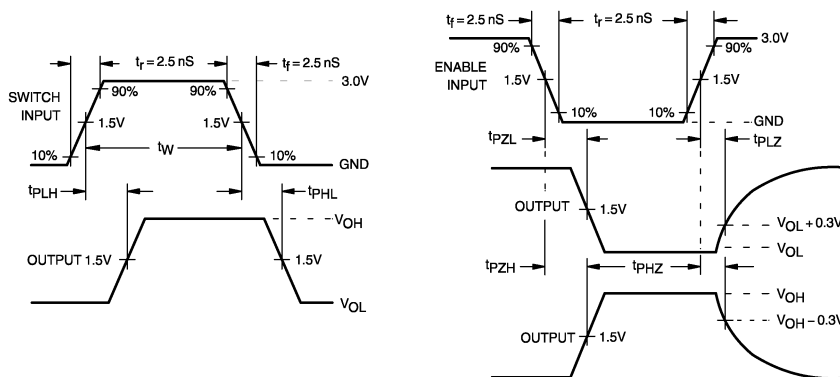 tr = 2.5 nS
tf = 2.5 nS
3.0V
SWITCH
INPUT
90%
90%
1.5V
1.5V
tW
10%
10%
GND
tPLH
tPHL
VOH
OUTPUT 1.5V
1.5V
VOL
tf = 2.5 nS
tr = 2.5 nS
3.0V
90%
90%
ENABLE
INPUT
1.5V
1.5V
10%
10%
GND
tPZL
tPLZ
OUTPUT
1.5V
VOL + 0.3V
VOL
tPZH
tPHZ
VOH
VOH – 0.3V
OUTPUT
1.5V